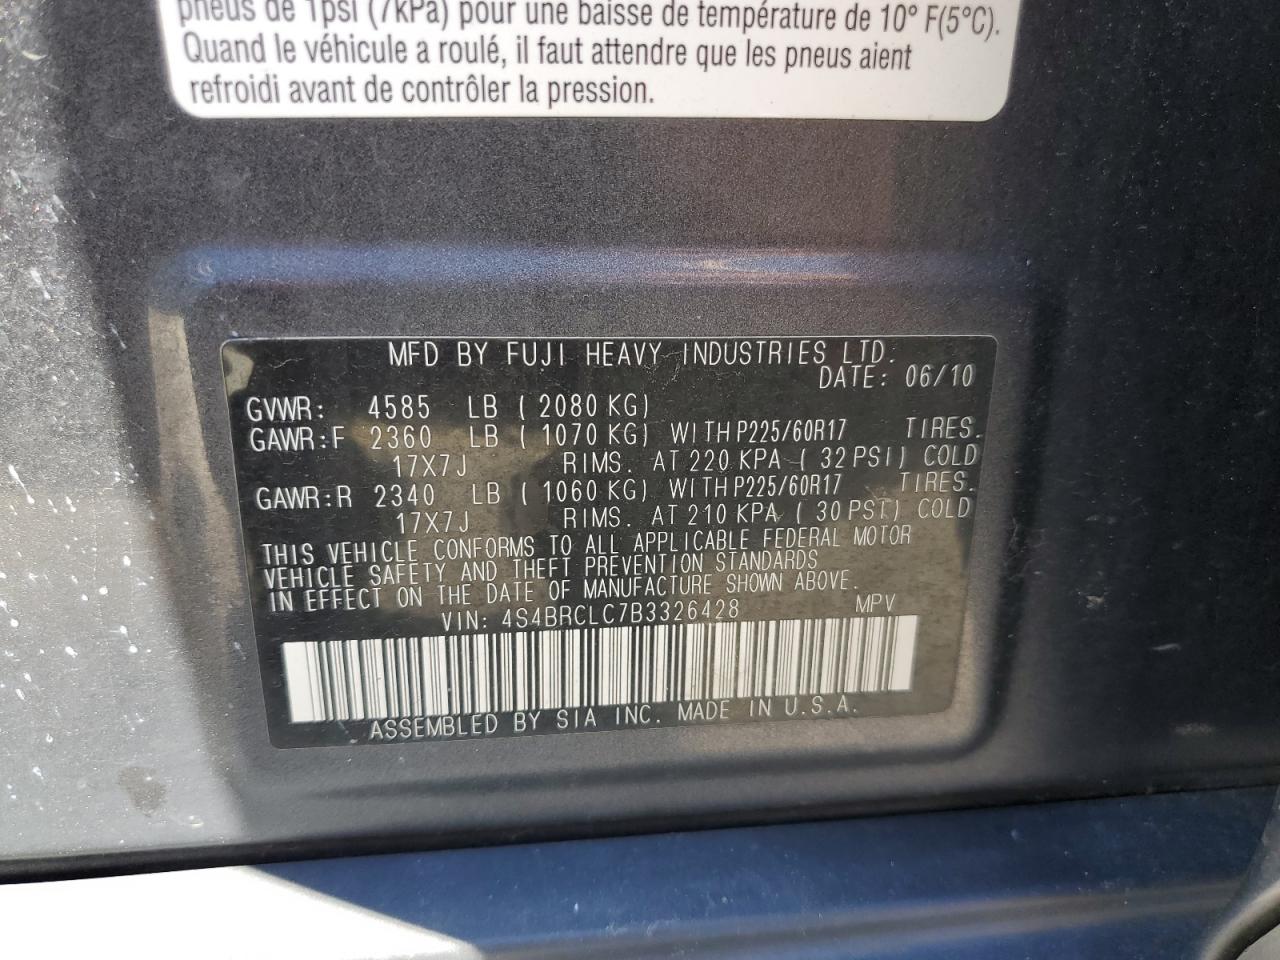 pneus de 1psi (7kPa) pour une baisse de température de 10° F(5°C).
Quand le véhicule a roulé, il faut attendre que les pneus aient
refroidi avant de contrôler la pression.
MFD BY FUJI HEAVY INDUSTRIES LTD.
DATE: 06/10
GVWR: 4585 LB ( 2080 KG)
GAWR:F 2360 LB ( 1070 KG) WITH P225/60R17 TIRES.
17X7J RIMS. AT 220 KPA ( 32 PSI) COLD
GAWR:R 2340 LB ( 1060 KG) WITH P225/60R17 TIRES.
17X7J RIMS. AT 210 KPA ( 30 PSI) COLD
THIS VEHICLE CONFORMS TO ALL APPLICABLE FEDERAL MOTOR
VEHICLE SAFETY AND THEFT PREVENTION STANDARDS
IN EFFECT ON THE DATE OF MANUFACTURE SHOWN ABOVE.
VIN: 4S4BRCLC7B3326428 MPV
ASSEMBLED BY SIA INC. MADE IN U.S.A.